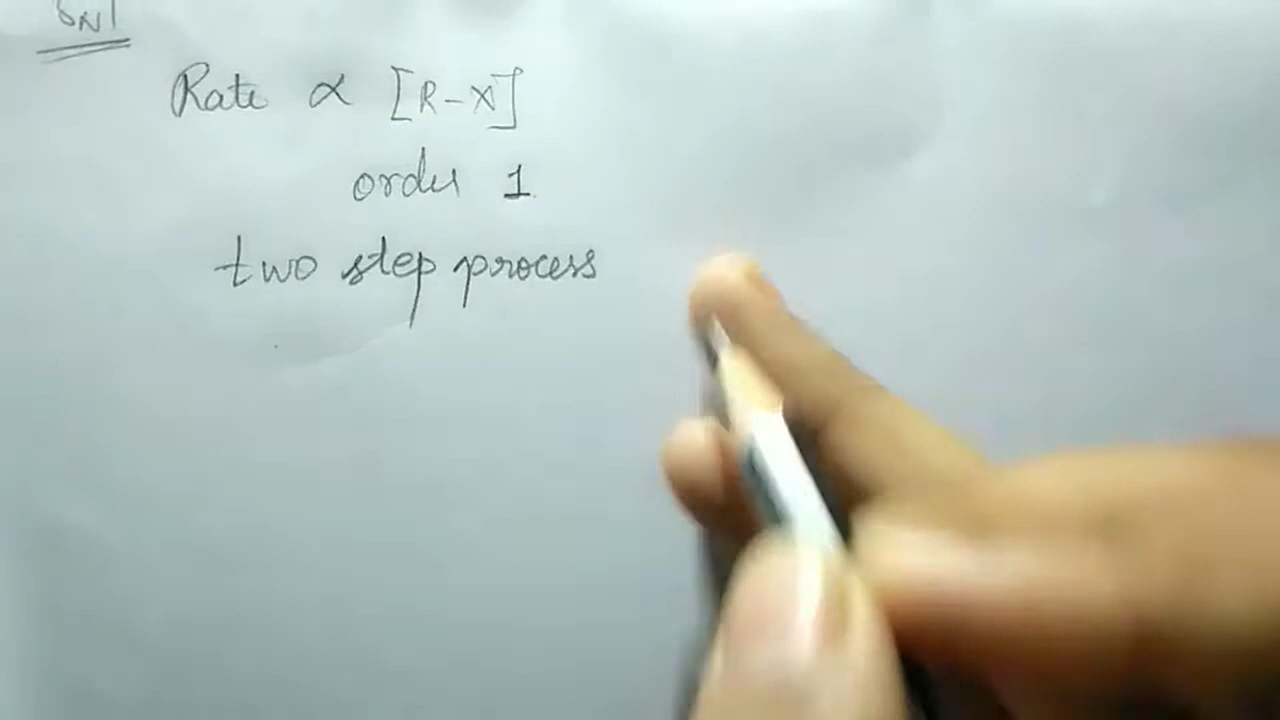 SN1
Rate ∝ [R-X]
order 1
two step process